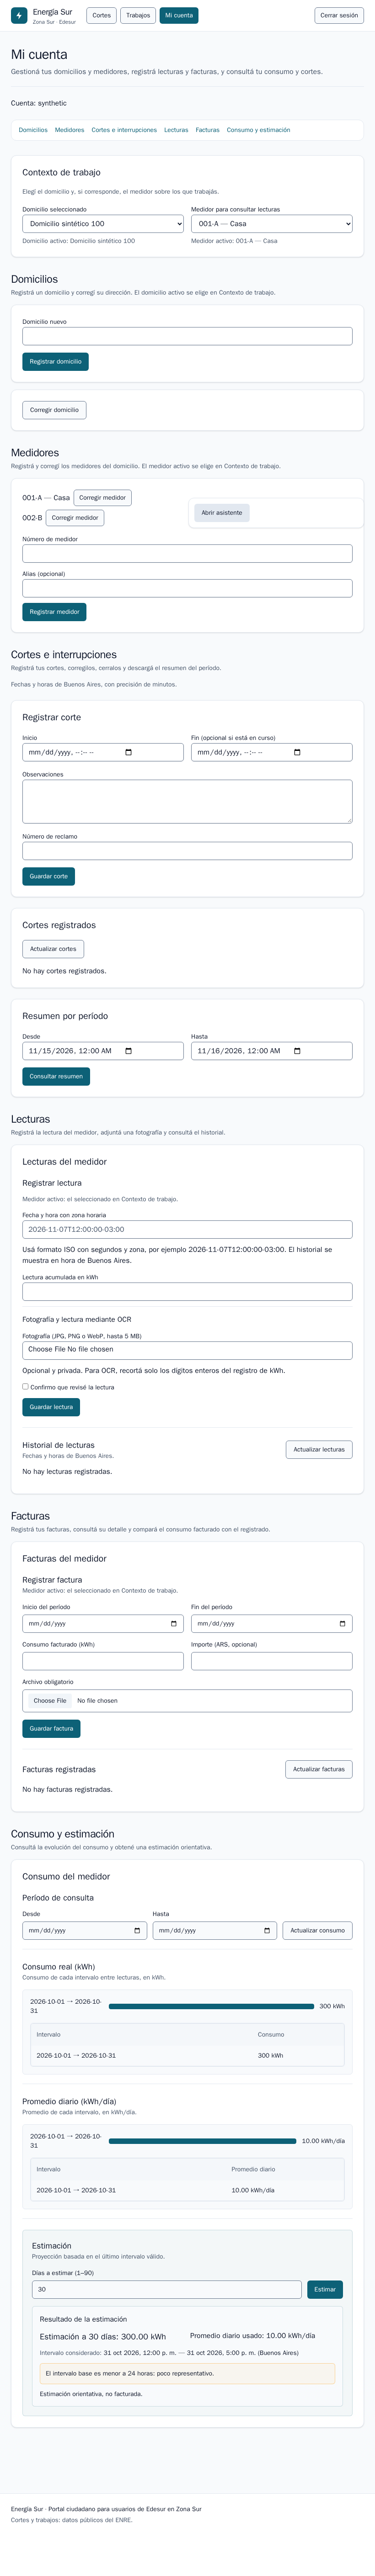 Energía Sur
Zona Sur · Edesur
Cortes
Trabajos
Mi cuenta
Cerrar sesión
Mi cuenta
Gestioná tus domicilios y medidores, registrá lecturas y facturas, y consultá tu consumo y cortes.
Cuenta: synthetic
Domicilios
Medidores
Cortes e interrupciones
Lecturas
Facturas
Consumo y estimación
Contexto de trabajo
Elegí el domicilio y, si corresponde, el medidor sobre los que trabajás.
Domicilio seleccionado
Medidor para consultar lecturas
Domicilio sintético 100
001-A — Casa
Domicilio activo: Domicilio sintético 100
Medidor activo: 001-A — Casa
Domicilios
Registrá un domicilio y corregí su dirección. El domicilio activo se elige en Contexto de trabajo.
Domicilio nuevo
Registrar domicilio
Corregir domicilio
Medidores
Registrá y corregí los medidores del domicilio. El medidor activo se elige en Contexto de trabajo.
001-A — Casa
Corregir medidor
Abrir asistente
002-B
Corregir medidor
Número de medidor
Alias (opcional)
Registrar medidor
Cortes e interrupciones
Registrá tus cortes, corregilos, cerralos y descargá el resumen del período.
Fechas y horas de Buenos Aires, con precisión de minutos.
Registrar corte
Inicio
Fin (opcional si está en curso)
mm/dd/yyyy, --:-- --
mm/dd/yyyy, --:-- --
Observaciones
Número de reclamo
Guardar corte
Cortes registrados
Actualizar cortes
No hay cortes registrados.
Resumen por período
Desde
Hasta
11/15/2026, 12:00 AM
11/16/2026, 12:00 AM
Consultar resumen
Lecturas
Registrá la lectura del medidor, adjuntá una fotografía y consultá el historial.
Lecturas del medidor
Registrar lectura
Medidor activo: el seleccionado en Contexto de trabajo.
Fecha y hora con zona horaria
2026-11-07T12:00:00-03:00
Usá formato ISO con segundos y zona, por ejemplo 2026-11-07T12:00:00-03:00. El historial se
muestra en hora de Buenos Aires.
Lectura acumulada en kWh
Fotografía y lectura mediante OCR
Fotografía (JPG, PNG o WebP, hasta 5 MB)
Choose File No file chosen
Opcional y privada. Para OCR, recortá solo los dígitos enteros del registro de kWh.
Confirmo que revisé la lectura
Guardar lectura
Historial de lecturas
Fechas y horas de Buenos Aires.
Actualizar lecturas
No hay lecturas registradas.
Facturas
Registrá tus facturas, consultá su detalle y compará el consumo facturado con el registrado.
Facturas del medidor
Registrar factura
Medidor activo: el seleccionado en Contexto de trabajo.
Inicio del período
Fin del período
mm/dd/yyyy
mm/dd/yyyy
Consumo facturado (kWh)
Importe (ARS, opcional)
Archivo obligatorio
Choose File No file chosen
Guardar factura
Facturas registradas
Actualizar facturas
No hay facturas registradas.
Consumo y estimación
Consultá la evolución del consumo y obtené una estimación orientativa.
Consumo del medidor
Período de consulta
Desde
Hasta
mm/dd/yyyy
mm/dd/yyyy
Actualizar consumo
Consumo real (kWh)
Consumo de cada intervalo entre lecturas, en kWh.
2026-10-01 → 2026-10-
31
300 kWh
Intervalo
Consumo
2026-10-01 → 2026-10-31
300 kWh
Promedio diario (kWh/día)
Promedio de cada intervalo, en kWh/día.
2026-10-01 → 2026-10-
31
10.00 kWh/día
Intervalo
Promedio diario
2026-10-01 → 2026-10-31
10.00 kWh/día
Estimación
Proyección basada en el último intervalo válido.
Días a estimar (1–90)
30
Estimar
Resultado de la estimación
Estimación a 30 días: 300.00 kWh
Promedio diario usado: 10.00 kWh/día
Intervalo considerado: 31 oct 2026, 12:00 p. m. — 31 oct 2026, 5:00 p. m. (Buenos Aires)
El intervalo base es menor a 24 horas: poco representativo.
Estimación orientativa, no facturada.
Energía Sur · Portal ciudadano para usuarios de Edesur en Zona Sur
Cortes y trabajos: datos públicos del ENRE.